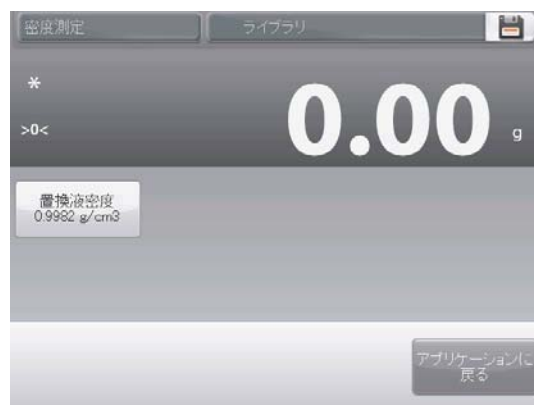 密度測定
ライブラリ
*
>0<
0.00 g
置換液密度
0.9982 g/cm3
アプリケーションに
戻る